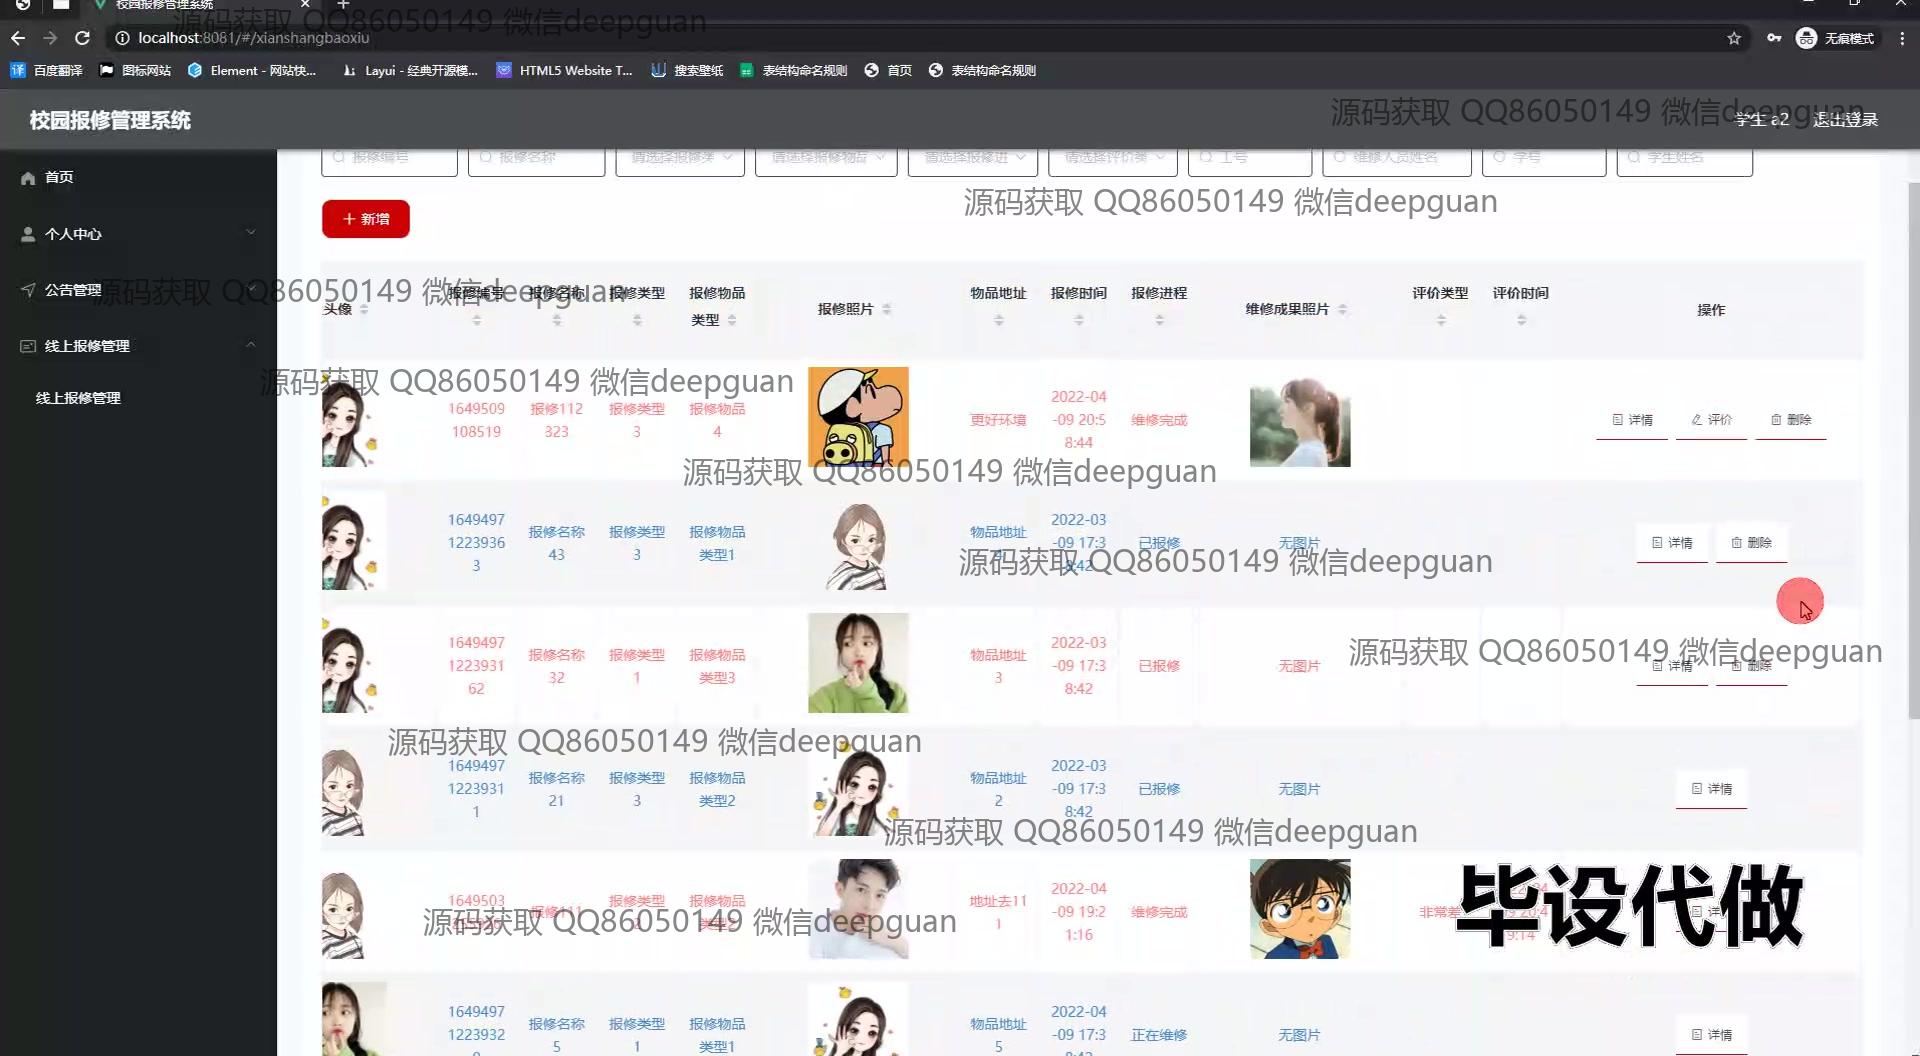 校园报修管理系统
源码获取 QQ86050149 微信deepguan
localhost:8081/#/xianshangbaoxiu
无痕模式
百度翻译
图标网站
Element - 网站快...
Layui - 经典开源模...
HTML5 Website T...
搜索壁纸
表结构命名规则
首页
表结构命名规则
校园报修管理系统
源码获取 QQ86050149 微信deepguan
学生 a2
退出登录
首页
个人中心
公告管理
线上报修管理
线上报修管理
报修编号
报修名称
请选择报修类
请选择报修物品
请选择报修进
请选择评价类
工号
维修人员姓名
学号
学生姓名
源码获取 QQ86050149 微信deepguan
+ 新增
源码获取 QQ86050149 微信deepguan
头像
报修编号
报修名称
报修类型
报修物品
类型
报修照片
物品地址
报修时间
报修进程
维修成果照片
评价类型
评价时间
操作
源码获取 QQ86050149 微信deepguan
1649509
108519
报修112
323
报修类型
3
报修物品
4
更好环境
2022-04
-09 20:5
8:44
维修完成
详情
评价
删除
源码获取 QQ86050149 微信deepguan
1649497
1223936
3
报修名称
43
报修类型
3
报修物品
类型1
物品地址
2022-03
-09 17:3
8:42
已报修
无图片
详情
删除
源码获取 QQ86050149 微信deepguan
1649497
1223931
62
报修名称
32
报修类型
1
报修物品
类型3
物品地址
3
2022-03
-09 17:3
8:42
已报修
无图片
详情
删除
源码获取 QQ86050149 微信deepguan
源码获取 QQ86050149 微信deepguan
1649497
1223931
1
报修名称
21
报修类型
3
报修物品
类型2
物品地址
2
2022-03
-09 17:3
8:42
已报修
无图片
详情
源码获取 QQ86050149 微信deepguan
1649503
报修111
报修类型
报修物品
类型2
地址去11
1
2022-04
-09 19:2
1:16
维修完成
非常差
9:14
毕设代做
源码获取 QQ86050149 微信deepguan
1649497
1223932
报修名称
5
报修类型
1
报修物品
类型1
物品地址
5
2022-04
-09 17:3
8:42
正在维修
无图片
详情